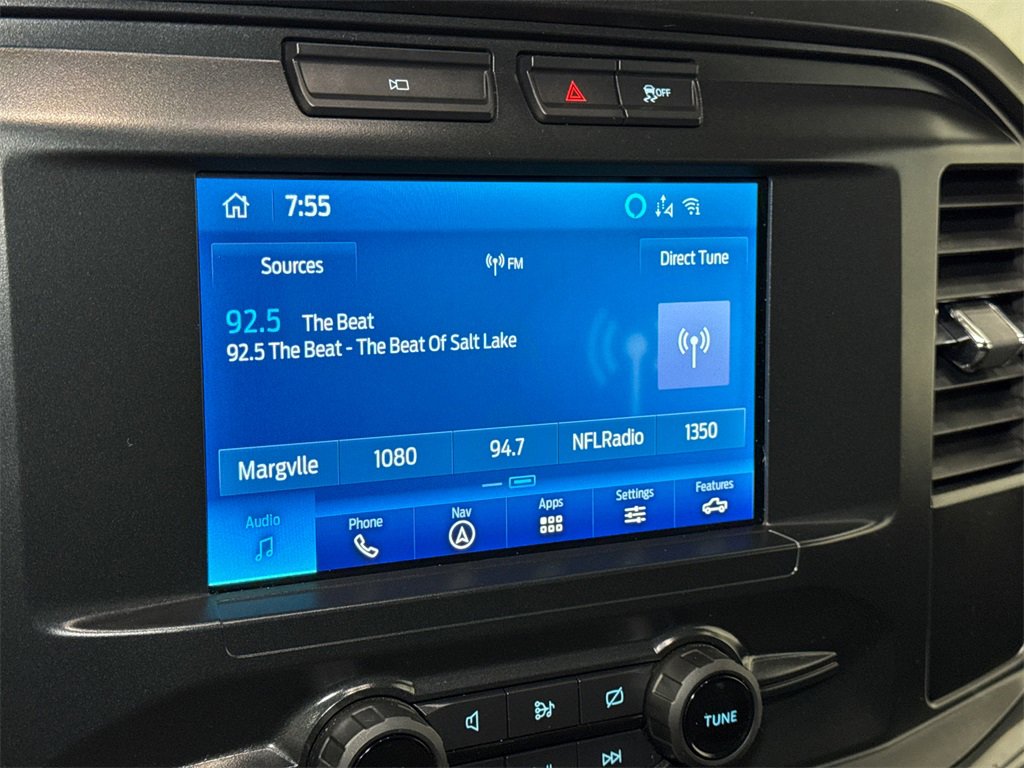 OFF
7:55
Sources
FM
Direct Tune
92.5 The Beat
92.5 The Beat - The Beat Of Salt Lake
Margvlle 1080 94.7 NFLRadio 1350
Audio Phone Nav Apps Settings Features
TUNE